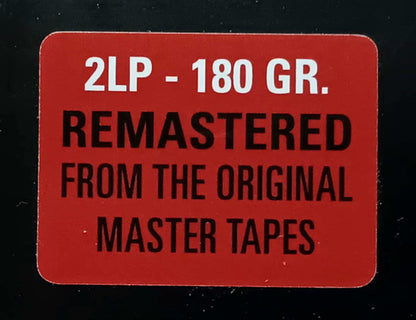 2LP - 180 GR.
REMASTERED
FROM THE ORIGINAL
MASTER TAPES